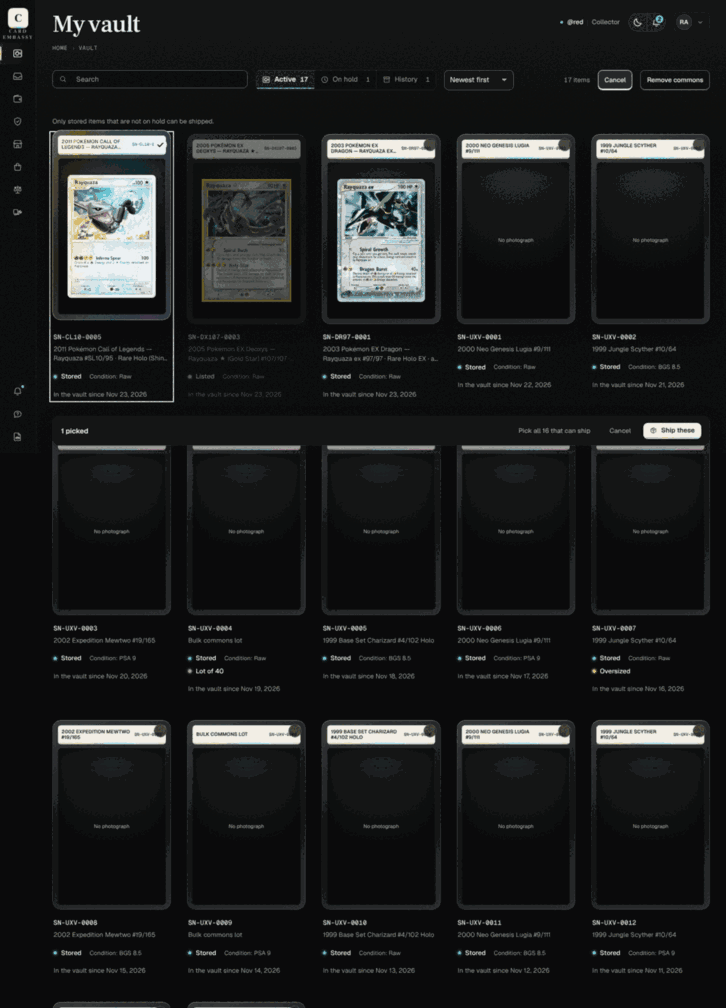 C
CARD
EMBASSY
My vault
@red
Collector
2
RA
HOME · VAULT
Search
Active 17
On hold 1
History 1
Newest first
17 items
Cancel
Remove commons
Only stored items that are not on hold can be shipped.
2011 POKÉMON CALL OF
LEGENDS — RAYQUAZA…
Rayquaza
SN-CL10-0005
2011 Pokémon Call of Legends —
Rayquaza #SL10/95 · Rare Holo (Shin…
Stored
Condition: Raw
In the vault since Nov 23, 2026
2005 POKÉMON EX
DEOXYS — RAYQUAZA ★…
SN-DX107-0003
2005 Pokémon EX Deoxys —
Rayquaza ★ (Gold Star) #107/107
Listed
Condition: Raw
In the vault since Nov 23, 2026
2003 POKÉMON EX
DRAGON — RAYQUAZA EX…
Rayquaza ex
Spiral Growth
Dragon Burst
SN-DR97-0001
2003 Pokémon EX Dragon —
Rayquaza ex #97/97 · Rare Holo EX · a…
Stored
Condition: Raw
In the vault since Nov 23, 2026
2000 NEO GENESIS LUGIA
#9/111
No photograph
SN-UXV-0001
2000 Neo Genesis Lugia #9/111
Stored
Condition: Raw
In the vault since Nov 22, 2026
1999 JUNGLE SCYTHER
#10/64
No photograph
SN-UXV-0002
1999 Jungle Scyther #10/64
Stored
Condition: BGS 8.5
In the vault since Nov 21, 2026
1 picked
Pick all 16 that can ship
Cancel
Ship these
No photograph
SN-UXV-0003
2002 Expedition Mewtwo #19/165
Stored
Condition: PSA 9
In the vault since Nov 20, 2026
No photograph
SN-UXV-0004
Bulk commons lot
Stored
Condition: Raw
Lot of 40
In the vault since Nov 19, 2026
No photograph
SN-UXV-0005
1999 Base Set Charizard #4/102 Holo
Stored
Condition: BGS 8.5
In the vault since Nov 18, 2026
No photograph
SN-UXV-0006
2000 Neo Genesis Lugia #9/111
Stored
Condition: PSA 9
In the vault since Nov 17, 2026
No photograph
SN-UXV-0007
1999 Jungle Scyther #10/64
Stored
Condition: Raw
Oversized
In the vault since Nov 16, 2026
2002 EXPEDITION MEWTWO
#19/165
No photograph
SN-UXV-0008
2002 Expedition Mewtwo #19/165
Stored
Condition: BGS 8.5
In the vault since Nov 15, 2026
BULK COMMONS LOT
No photograph
SN-UXV-0009
Bulk commons lot
Stored
Condition: PSA 9
In the vault since Nov 14, 2026
1999 BASE SET CHARIZARD
#4/102 HOLO
No photograph
SN-UXV-0010
1999 Base Set Charizard #4/102 Holo
Stored
Condition: Raw
In the vault since Nov 13, 2026
2000 NEO GENESIS LUGIA
#9/111
No photograph
SN-UXV-0011
2000 Neo Genesis Lugia #9/111
Stored
Condition: BGS 8.5
In the vault since Nov 12, 2026
1999 JUNGLE SCYTHER
#10/64
No photograph
SN-UXV-0012
1999 Jungle Scyther #10/64
Stored
Condition: PSA 9
In the vault since Nov 11, 2026